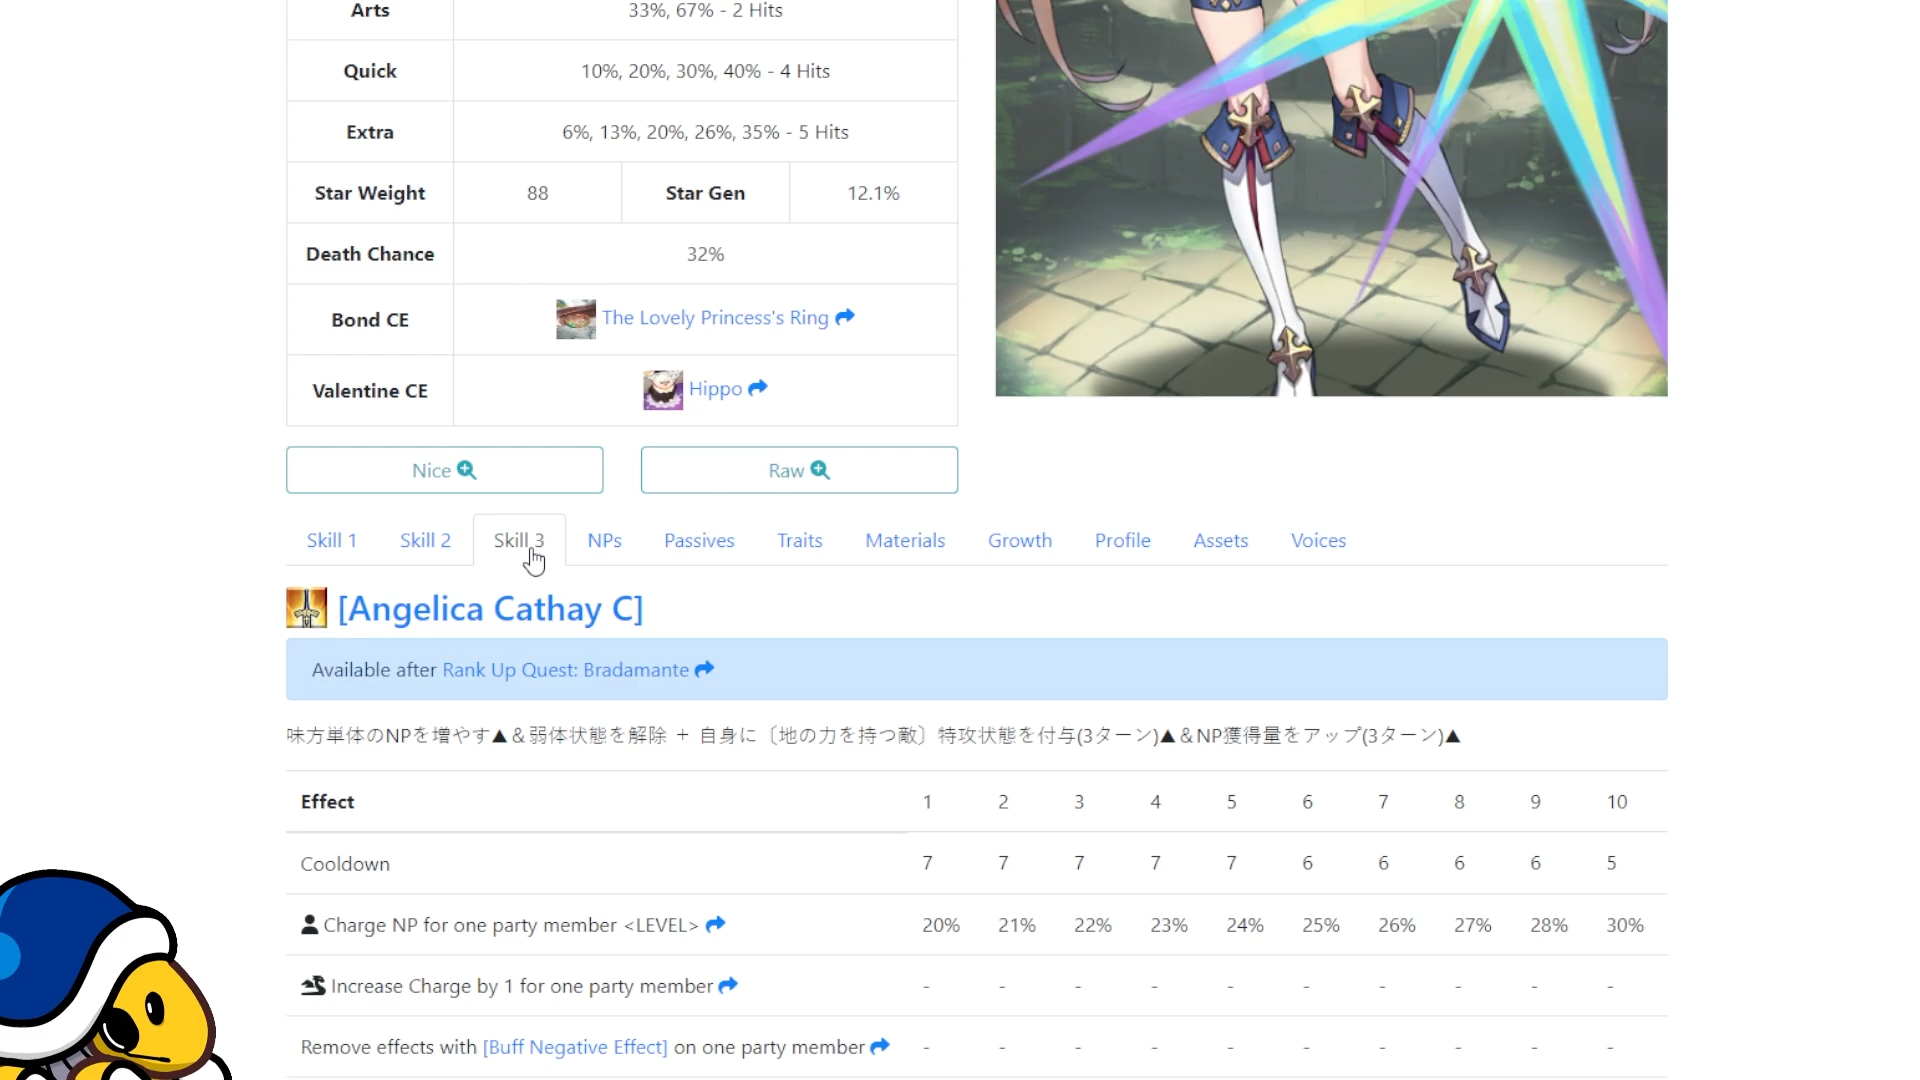 Arts 33%, 67% - 2 Hits
Quick 10%, 20%, 30%, 40% - 4 Hits
Extra 6%, 13%, 20%, 26%, 35% - 5 Hits
Star Weight 88 Star Gen 12.1%
Death Chance 32%
Bond CE The Lovely Princess's Ring
Valentine CE Hippo
Nice Raw
Skill 1 Skill 2 Skill 3 NPs Passives Traits Materials Growth Profile Assets Voices
[Angelica Cathay C]
Available after Rank Up Quest: Bradamante
味方単体のNPを増やす▲＆弱体状態を解除 ＋ 自身に〔地の力を持つ敵〕特攻状態を付与(3ターン)▲＆NP獲得量をアップ(3ターン)▲
Effect 1 2 3 4 5 6 7 8 9 10
Cooldown 7 7 7 7 7 6 6 6 6 5
Charge NP for one party member <LEVEL> 20% 21% 22% 23% 24% 25% 26% 27% 28% 30%
Increase Charge by 1 for one party member - - - - - - - - - -
Remove effects with [Buff Negative Effect] on one party member - - - - - - - - - -